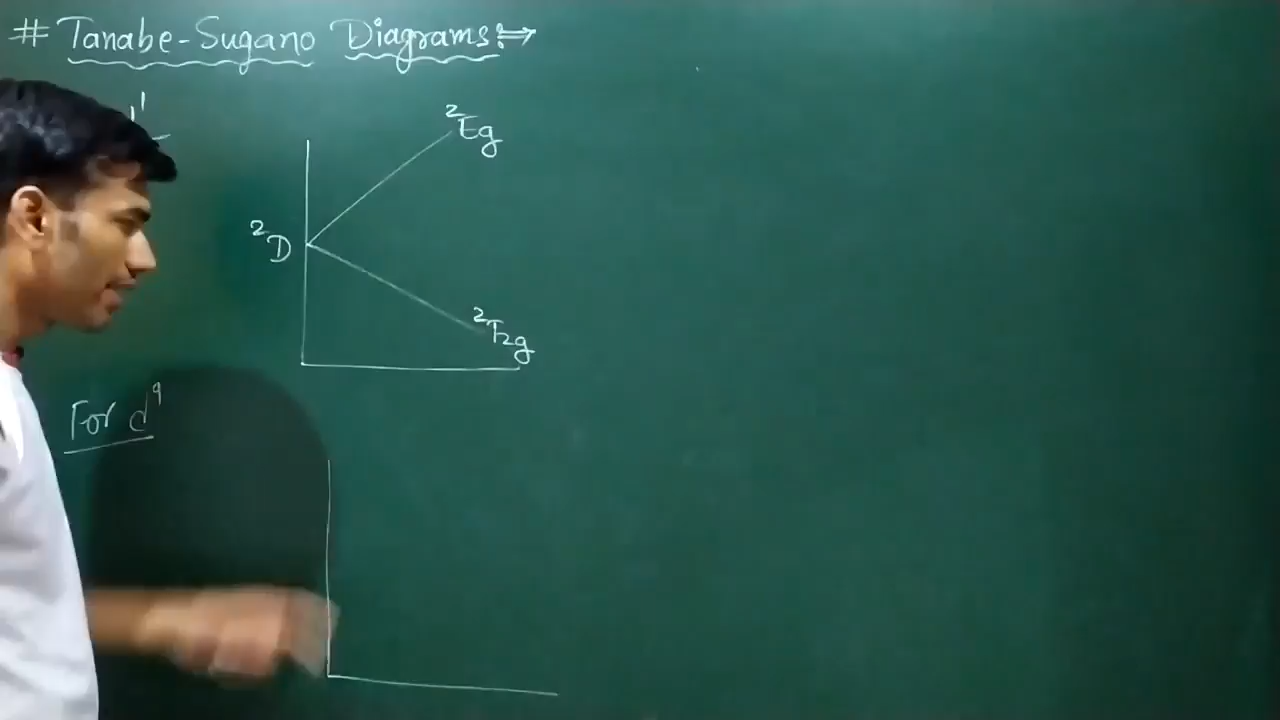 # Tanabe-Sugano Diagrams:⇒
²Eg
²D
²T₂g
For d⁹